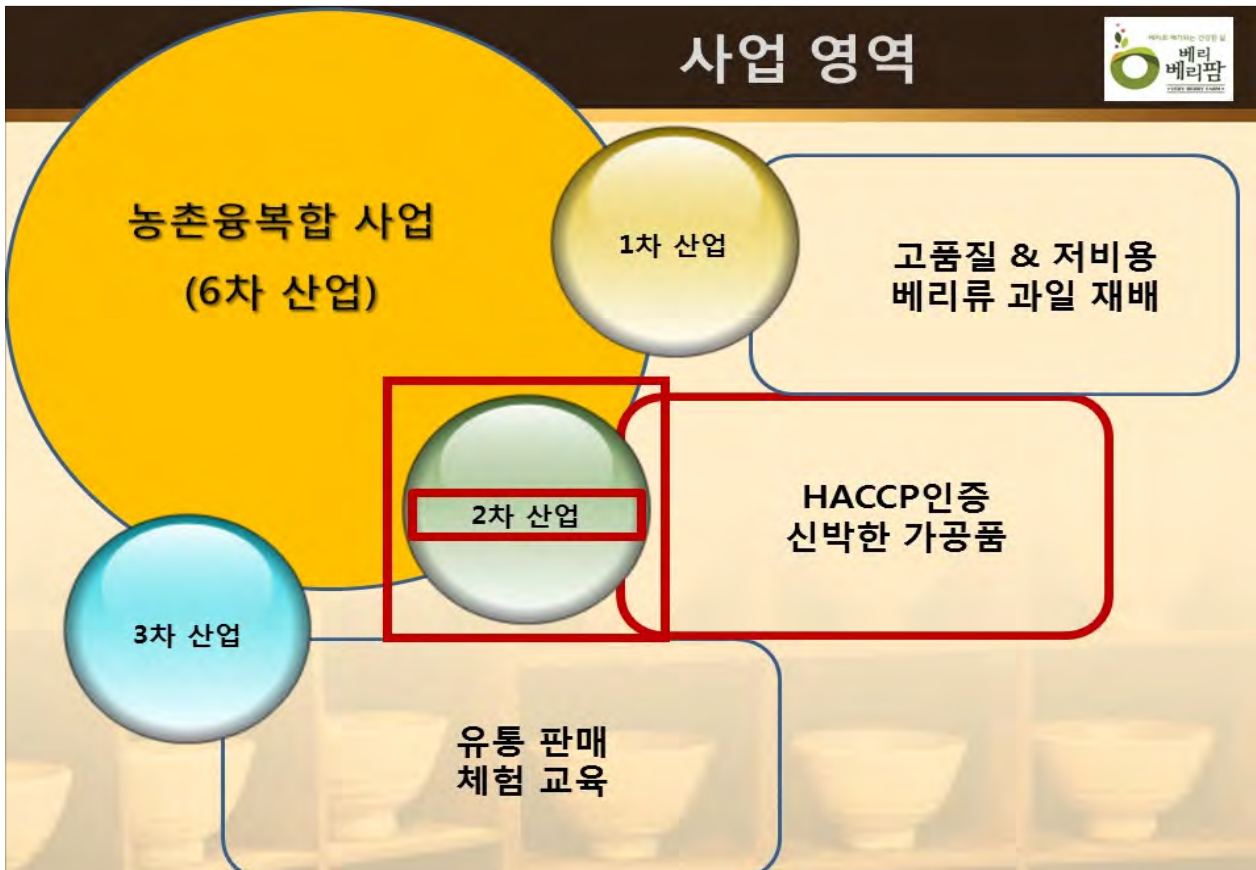 사업 영역
베리
베리팜
농촌융복합 사업
(6차 산업)
1차 산업
고품질 & 저비용
베리류 과일 재배
2차 산업
HACCP인증
신박한 가공품
3차 산업
유통 판매
체험 교육